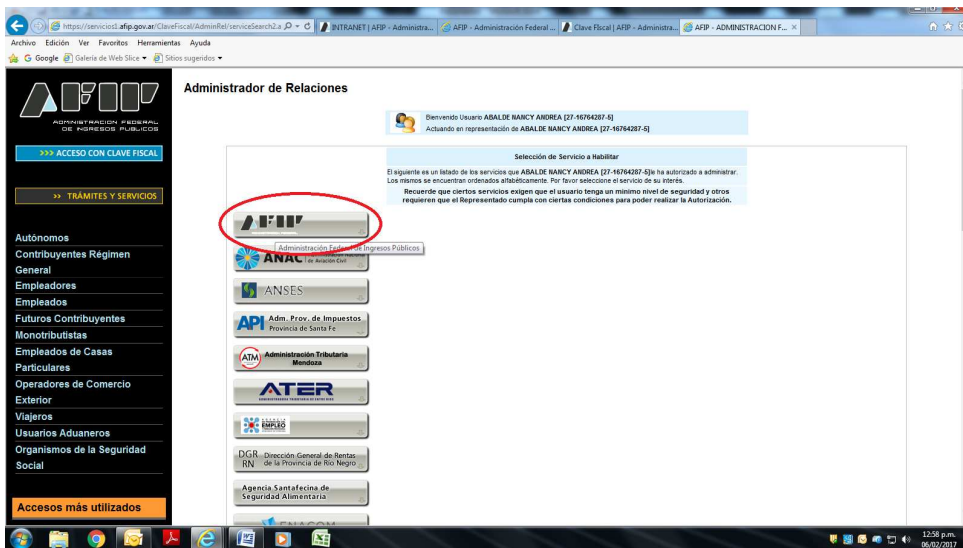 https://servicios1.afip.gov.ar/ClaveFiscal/AdminRel/serviceSearch2.a
INTRANET | AFIP - Administra...
AFIP - Administración Federal ...
Clave Fiscal | AFIP - Administra...
AFIP - ADMINISTRACION F...
Archivo Edición Ver Favoritos Herramientas Ayuda
Google Galería de Web Slice Sitios sugeridos
AFIP
ADMINISTRACION FEDERAL
DE INGRESOS PUBLICOS
>>> ACCESO CON CLAVE FISCAL
>> TRÁMITES Y SERVICIOS
Autónomos
Contribuyentes Régimen
General
Empleadores
Empleados
Futuros Contribuyentes
Monotributistas
Empleados de Casas
Particulares
Operadores de Comercio
Exterior
Viajeros
Usuarios Aduaneros
Organismos de la Seguridad
Social
Accesos más utilizados
Administrador de Relaciones
Bienvenido Usuario ABALDE NANCY ANDREA [27-16764287-5]
Actuando en representación de ABALDE NANCY ANDREA [27-16764287-5]
Selección de Servicio a Habilitar
El siguiente es un listado de los servicios que ABALDE NANCY ANDREA [27-16764287-5]le ha autorizado a administrar.
Los mismos se encuentran ordenados alfabéticamente. Por favor seleccione el servicio de su interés.
Recuerde que ciertos servicios exigen que el usuario tenga un mínimo nivel de seguridad y otros
requieren que el Representado cumpla con ciertas condiciones para poder realizar la Autorización.
AFIP
Administración Federal de Ingresos Públicos
ANAC
de Aviación Civil
ANSES
API Adm. Prov. de Impuestos
Provincia de Santa Fe
ATM Administración Tributaria
Mendoza
ATER
EMPLEO
DGR Dirección General de Rentas
RN de la Provincia de Río Negro
Agencia Santafecina de
Seguridad Alimentaria
ENACOM
12:58 p.m.
06/02/2017